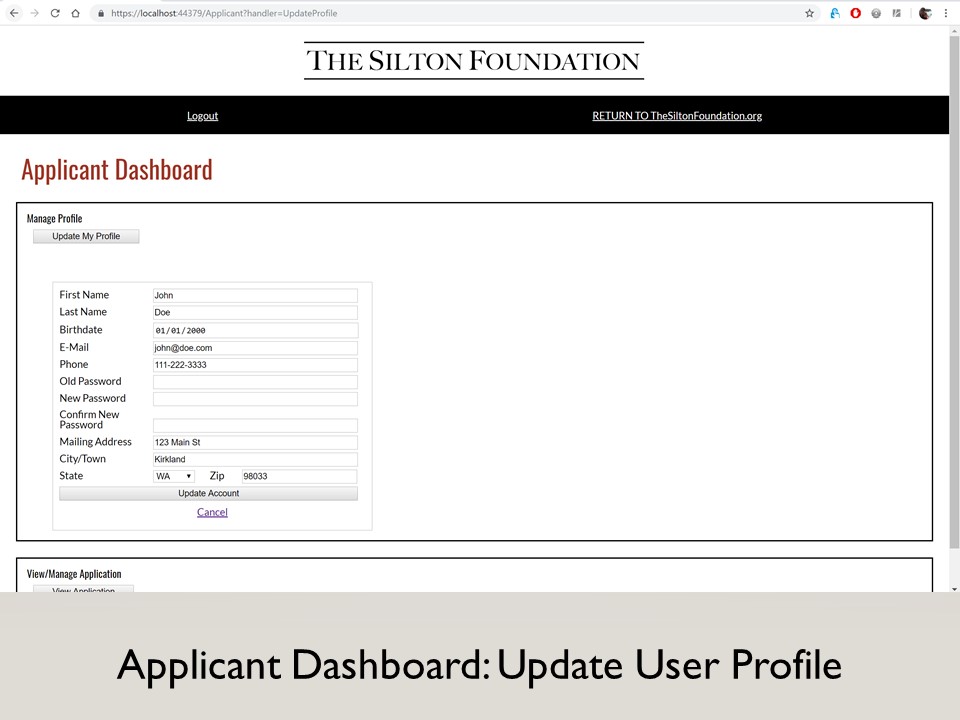 https://localhost:44379/Applicant?handler=UpdateProfile
THE SILTON FOUNDATION
Logout RETURN TO TheSiltonFoundation.org
Applicant Dashboard
Manage Profile
Update My Profile
First Name John
Last Name Doe
Birthdate 01/01/2000
E-Mail john@doe.com
Phone 111-222-3333
Old Password
New Password
Confirm New
Password
Mailing Address 123 Main St
City/Town Kirkland
State WA Zip 98033
Update Account
Cancel
View/Manage Application
View Application
Applicant Dashboard: Update User Profile